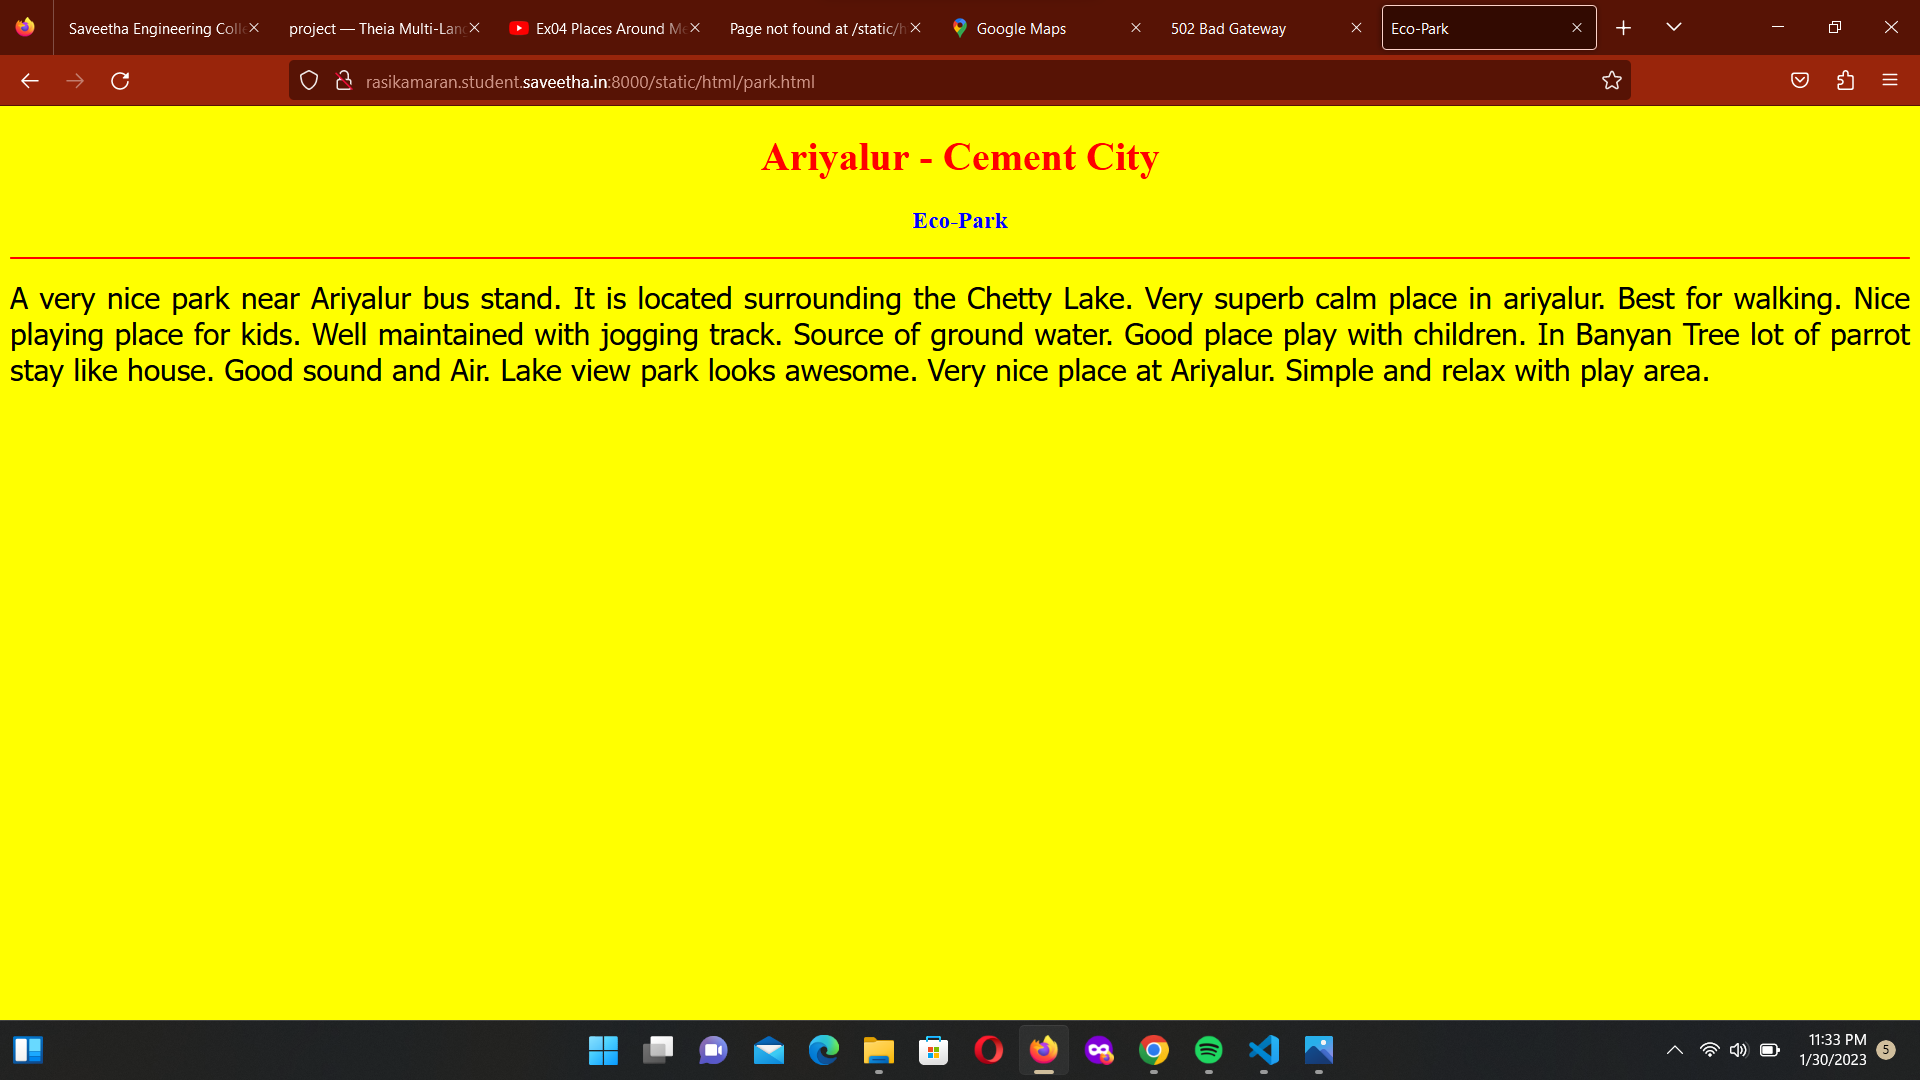 Saveetha Engineering Coll
project — Theia Multi-Lang
Ex04 Places Around Me
Page not found at /static/h
Google Maps
502 Bad Gateway
Eco-Park
rasikamaran.student.saveetha.in:8000/static/html/park.html
Ariyalur - Cement City
Eco-Park
A very nice park near Ariyalur bus stand. It is located surrounding the Chetty Lake. Very superb calm place in ariyalur. Best for walking. Nice
playing place for kids. Well maintained with jogging track. Source of ground water. Good place play with children. In Banyan Tree lot of parrot
stay like house. Good sound and Air. Lake view park looks awesome. Very nice place at Ariyalur. Simple and relax with play area.
11:33 PM
1/30/2023
5